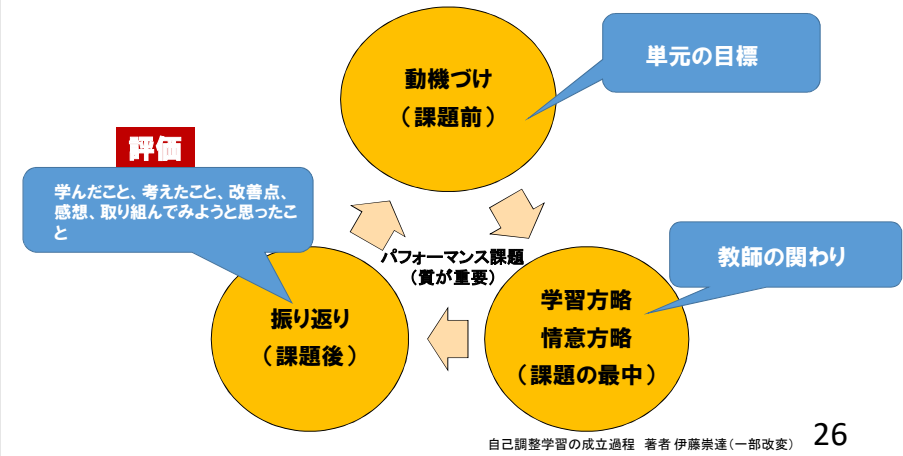 動機づけ
（課題前）
単元の目標
評価
学んだこと、考えたこと、改善点、
感想、取り組んでみようと思ったこ
と
パフォーマンス課題
（質が重要）
教師の関わり
学習方略
情意方略
（課題の最中）
振り返り
（課題後）
自己調整学習の成立過程 著者 伊藤崇達（一部改変）
26